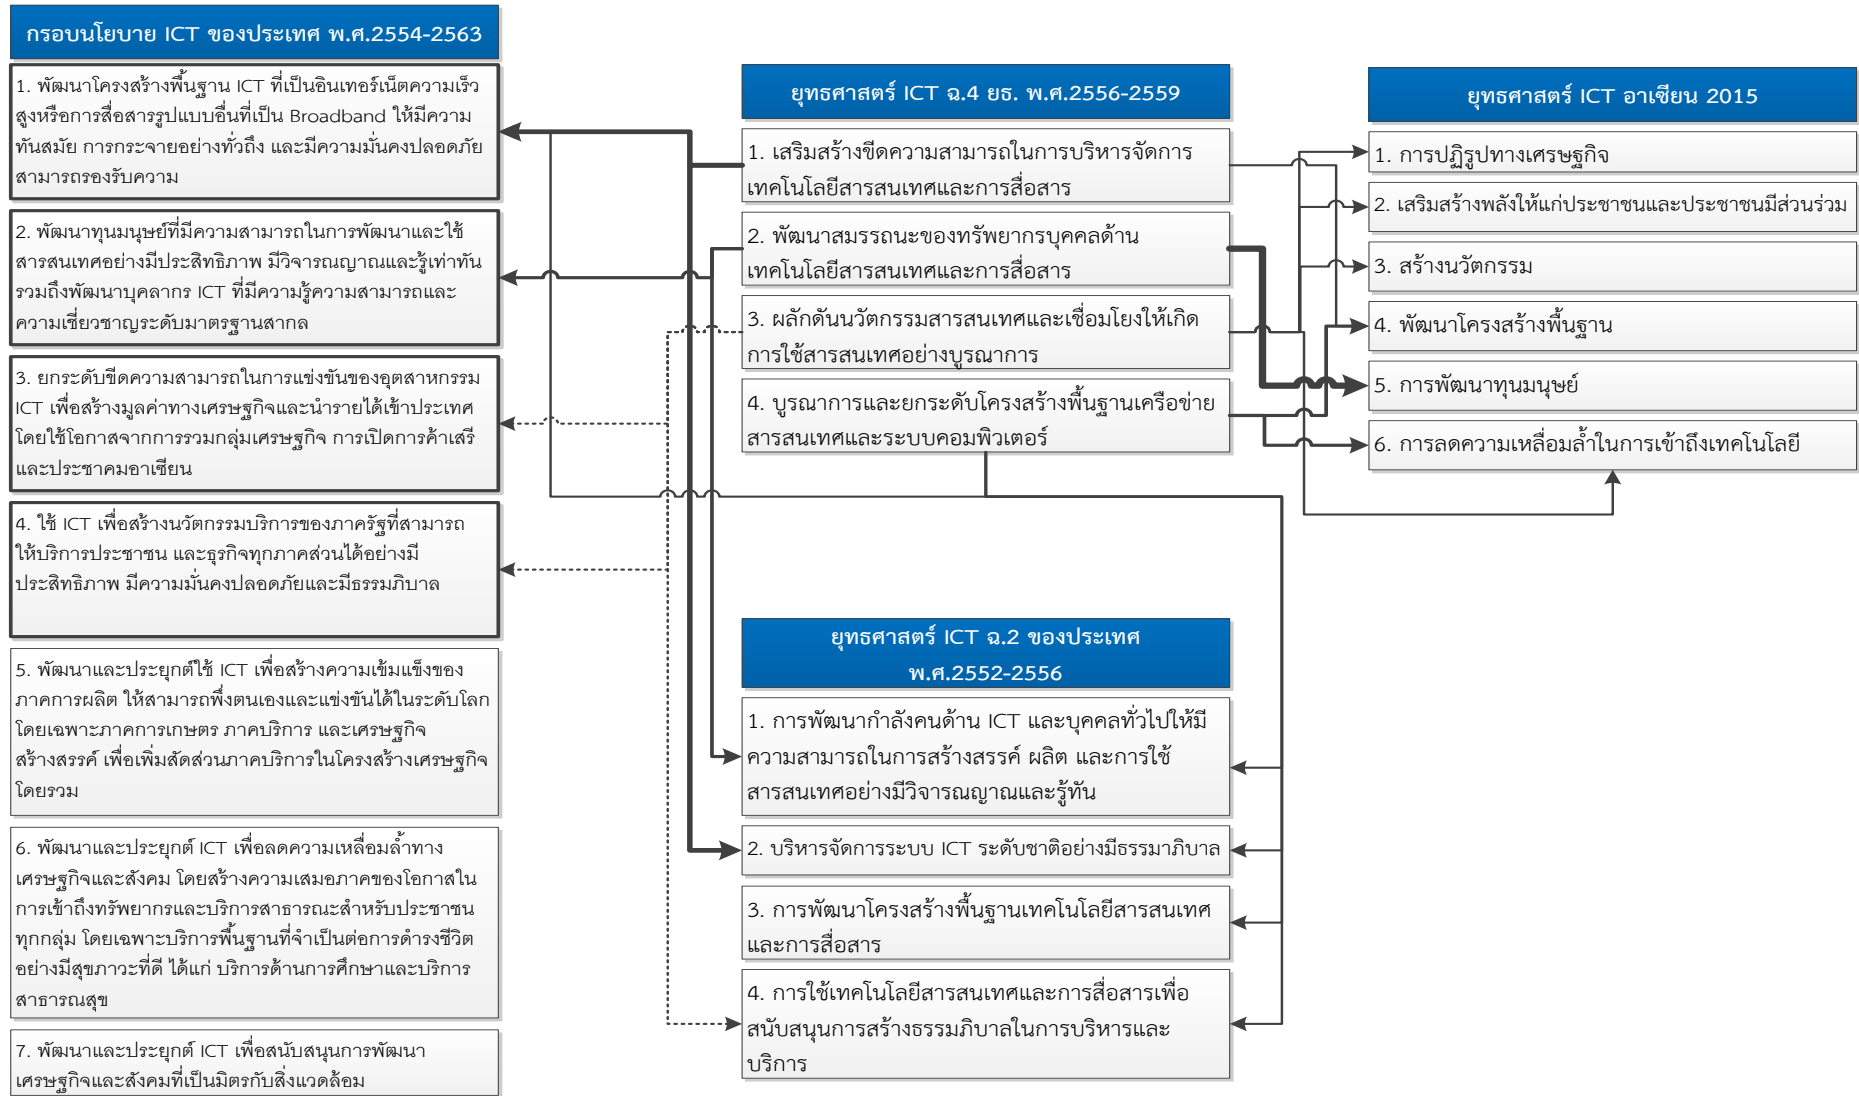 กรอบนโยบาย ICT ของประเทศ พ.ศ.2554-2563
1. พัฒนาโครงสร้างพื้นฐาน ICT ที่เป็นอินเทอร์เน็ตความเร็ว
สูงหรือการสื่อสารรูปแบบอื่นที่เป็น Broadband ให้มีความ
ทันสมัย การกระจายอย่างทั่วถึง และมีความมั่นคงปลอดภัย
สามารถรองรับความ
2. พัฒนาทุนมนุษย์ที่มีความสามารถในการพัฒนาและใช้
สารสนเทศอย่างมีประสิทธิภาพ มีวิจารณญาณและรู้เท่าทัน
รวมถึงพัฒนาบุคลากร ICT ที่มีความรู้ความสามารถและ
ความเชี่ยวชาญระดับมาตรฐานสากล
3. ยกระดับขีดความสามารถในการแข่งขันของอุตสาหกรรม
ICT เพื่อสร้างมูลค่าทางเศรษฐกิจและนำรายได้เข้าประเทศ
โดยใช้โอกาสจากการรวมกลุ่มเศรษฐกิจ การเปิดการค้าเสรี
และประชาคมอาเซียน
4. ใช้ ICT เพื่อสร้างนวัตกรรมบริการของภาครัฐที่สามารถ
ให้บริการประชาชน และธุรกิจทุกภาคส่วนได้อย่างมี
ประสิทธิภาพ มีความมั่นคงปลอดภัยและมีธรรมภิบาล
5. พัฒนาและประยุกต์ใช้ ICT เพื่อสร้างความเข้มแข็งของ
ภาคการผลิต ให้สามารถพึ่งตนเองและแข่งขันได้ในระดับโลก
โดยเฉพาะภาคการเกษตร ภาคบริการ และเศรษฐกิจ
สร้างสรรค์ เพื่อเพิ่มสัดส่วนภาคบริการในโครงสร้างเศรษฐกิจ
โดยรวม
6. พัฒนาและประยุกต์ ICT เพื่อลดความเหลื่อมล้ำทาง
เศรษฐกิจและสังคม โดยสร้างความเสมอภาคของโอกาสใน
การเข้าถึงทรัพยากรและบริการสาธารณะสำหรับประชาชน
ทุกกลุ่ม โดยเฉพาะบริการพื้นฐานที่จำเป็นต่อการดำรงชีวิต
อย่างมีสุขภาวะที่ดี ได้แก่ บริการด้านการศึกษาและบริการ
สาธารณสุข
7. พัฒนาและประยุกต์ ICT เพื่อสนับสนุนการพัฒนา
เศรษฐกิจและสังคมที่เป็นมิตรกับสิ่งแวดล้อม
ยุทธศาสตร์ ICT ฉ.4 ยธ. พ.ศ.2556-2559
1. เสริมสร้างขีดความสามารถในการบริหารจัดการ
เทคโนโลยีสารสนเทศและการสื่อสาร
2. พัฒนาสมรรถนะของทรัพยากรบุคคลด้าน
เทคโนโลยีสารสนเทศและการสื่อสาร
3. ผลักดันนวัตกรรมสารสนเทศและเชื่อมโยงให้เกิด
การใช้สารสนเทศอย่างบูรณาการ
4. บูรณาการและยกระดับโครงสร้างพื้นฐานเครือข่าย
สารสนเทศและระบบคอมพิวเตอร์
ยุทธศาสตร์ ICT ฉ.2 ของประเทศ
พ.ศ.2552-2556
1. การพัฒนากำลังคนด้าน ICT และบุคคลทั่วไปให้มี
ความสามารถในการสร้างสรรค์ ผลิต และการใช้
สารสนเทศอย่างมีวิจารณญาณและรู้ทัน
2. บริหารจัดการระบบ ICT ระดับชาติอย่างมีธรรมาภิบาล
3. การพัฒนาโครงสร้างพื้นฐานเทคโนโลยีสารสนเทศ
และการสื่อสาร
4. การใช้เทคโนโลยีสารสนเทศและการสื่อสารเพื่อ
สนับสนุนการสร้างธรรมภิบาลในการบริหารและ
บริการ
ยุทธศาสตร์ ICT อาเซียน 2015
1. การปฏิรูปทางเศรษฐกิจ
2. เสริมสร้างพลังให้แก่ประชาชนและประชาชนมีส่วนร่วม
3. สร้างนวัตกรรม
4. พัฒนาโครงสร้างพื้นฐาน
5. การพัฒนาทุนมนุษย์
6. การลดความเหลื่อมล้ำในการเข้าถึงเทคโนโลยี